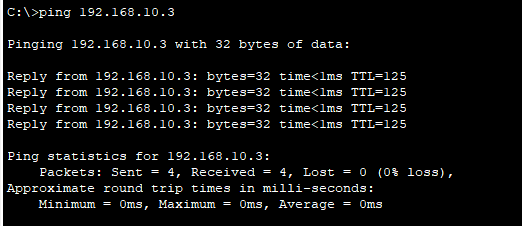 C:\>ping 192.168.10.3
Pinging 192.168.10.3 with 32 bytes of data:
Reply from 192.168.10.3: bytes=32 time<1ms TTL=125
Reply from 192.168.10.3: bytes=32 time<1ms TTL=125
Reply from 192.168.10.3: bytes=32 time<1ms TTL=125
Reply from 192.168.10.3: bytes=32 time<1ms TTL=125
Ping statistics for 192.168.10.3:
Packets: Sent = 4, Received = 4, Lost = 0 (0% loss),
Approximate round trip times in milli-seconds:
Minimum = 0ms, Maximum = 0ms, Average = 0ms